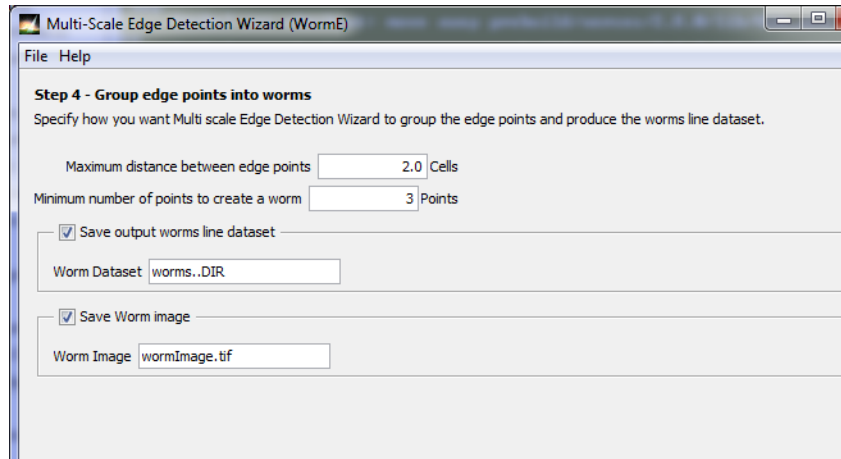 Multi-Scale Edge Detection Wizard (WormE)
File Help
Step 4 - Group edge points into worms
Specify how you want Multi scale Edge Detection Wizard to group the edge points and produce the worms line dataset.
Maximum distance between edge points 2.0 Cells
Minimum number of points to create a worm 3 Points
Save output worms line dataset
Worm Dataset worms..DIR
Save Worm image
Worm Image wormImage.tif